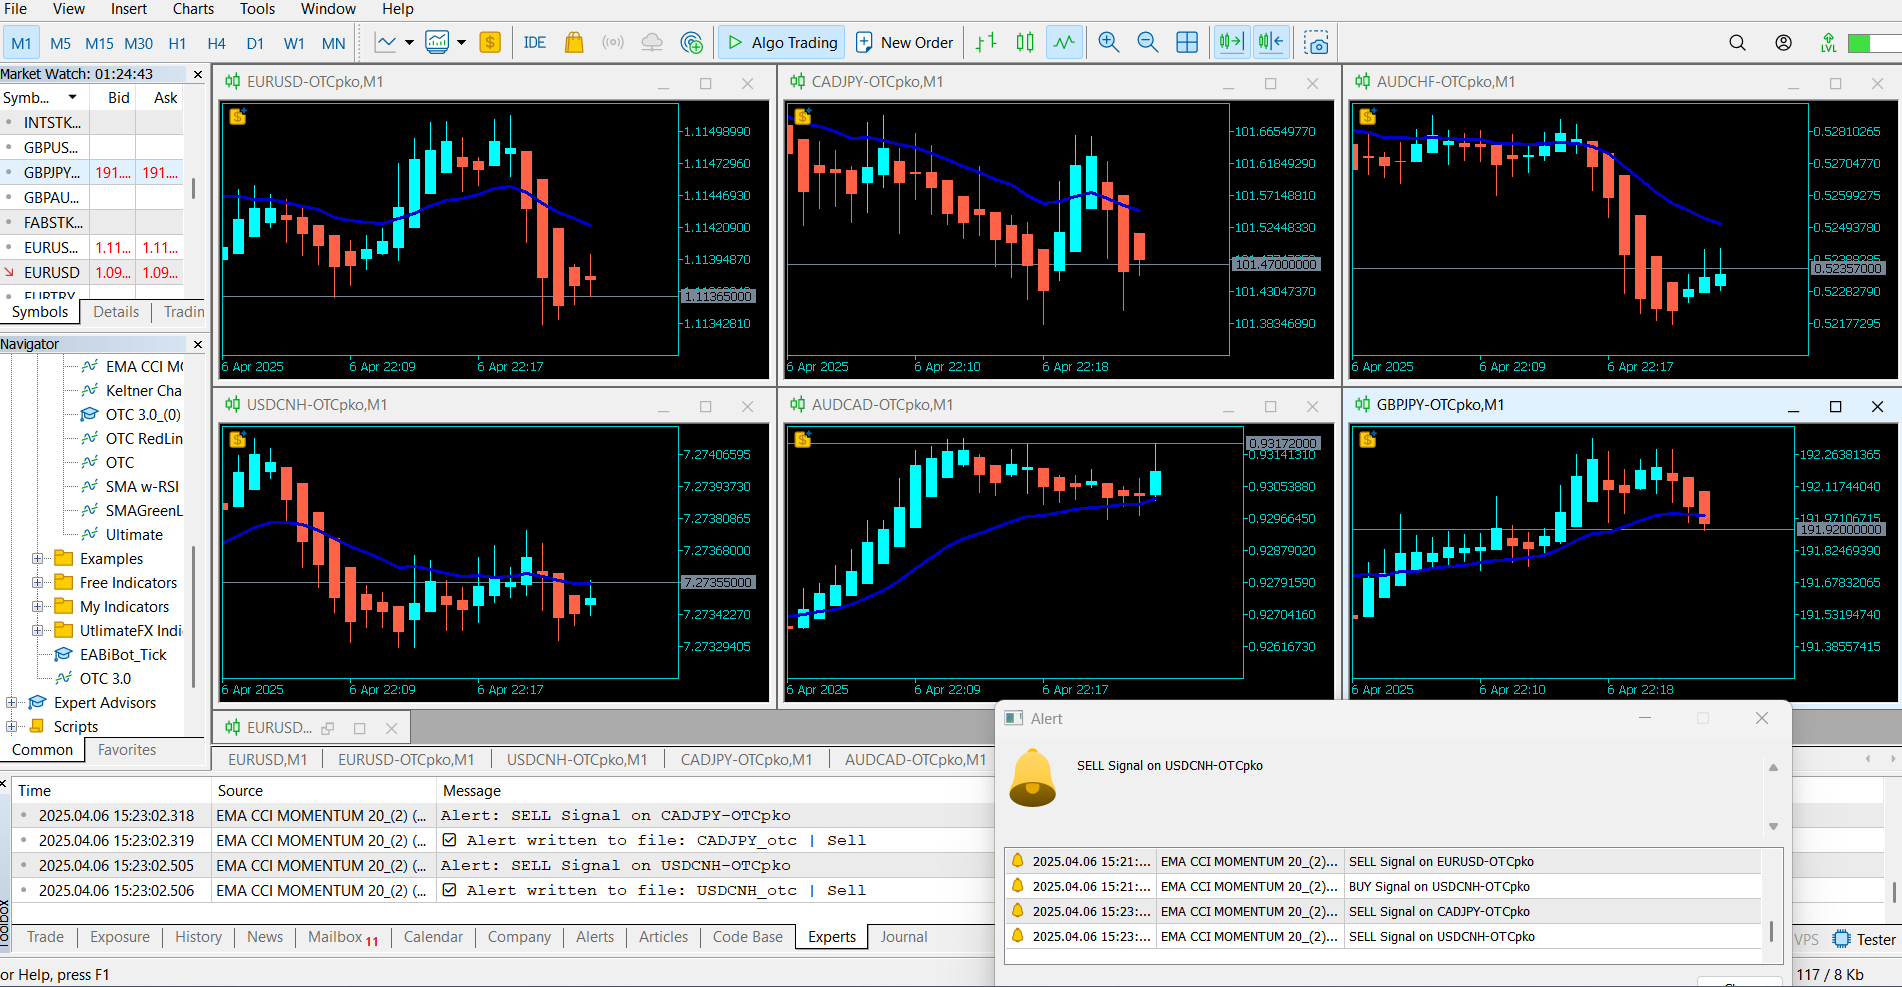 File View Insert Charts Tools Window Help
M1 M5 M15 M30 H1 H4 D1 W1 MN IDE Algo Trading New Order LVL
Market Watch: 01:24:43
Symb... Bid Ask
INTSTK...
GBPUS...
GBPJPY... 191.... 191....
GBPAU...
FABSTK...
EURUS... 1.11... 1.11...
EURUSD 1.09... 1.09...
EURTRY
Symbols Details Tradin
Navigator
EMA CCI MO
Keltner Cha
OTC 3.0_(0)
OTC RedLin
OTC
SMA w-RSI
SMAGreenL
Ultimate
Examples
Free Indicators
My Indicators
UtlimateFX Indi
EABiBot_Tick
OTC 3.0
Expert Advisors
Scripts
Common Favorites
EURUSD-OTCpko,M1
1.11498990
1.11472960
1.11446930
1.11420900
1.11394870
1.11365000
1.11342810
6 Apr 2025 6 Apr 22:09 6 Apr 22:17
CADJPY-OTCpko,M1
101.66549770
101.61849290
101.57148810
101.52448330
101.47000000
101.43047370
101.38346890
6 Apr 2025 6 Apr 22:10 6 Apr 22:18
AUDCHF-OTCpko,M1
0.52810265
0.52704770
0.52599275
0.52493780
0.52357000
0.52282790
0.52177295
6 Apr 2025 6 Apr 22:09 6 Apr 22:17
USDCNH-OTCpko,M1
7.27406595
7.27393730
7.27380865
7.27368000
7.27355000
7.27342270
7.27329405
6 Apr 2025 6 Apr 22:09 6 Apr 22:17
AUDCAD-OTCpko,M1
0.93172000
0.93141310
0.93053880
0.92966450
0.92879020
0.92791590
0.92704160
0.92616730
6 Apr 2025 6 Apr 22:09 6 Apr 22:17
GBPJPY-OTCpko,M1
192.26381365
192.11744040
191.97106715
191.92000000
191.82469390
191.67832065
191.53194740
191.38557415
6 Apr 2025 6 Apr 22:10 6 Apr 22:18
EURUSD...
EURUSD,M1 EURUSD-OTCpko,M1 USDCNH-OTCpko,M1 CADJPY-OTCpko,M1 AUDCAD-OTCpko,M1
Time Source Message
2025.04.06 15:23:02.318 EMA CCI MOMENTUM 20_(2) (... Alert: SELL Signal on CADJPY-OTCpko
2025.04.06 15:23:02.319 EMA CCI MOMENTUM 20_(2) (... Alert written to file: CADJPY_otc | Sell
2025.04.06 15:23:02.505 EMA CCI MOMENTUM 20_(2) (... Alert: SELL Signal on USDCNH-OTCpko
2025.04.06 15:23:02.506 EMA CCI MOMENTUM 20_(2) (... Alert written to file: USDCNH_otc | Sell
Toolbox
Trade Exposure History News Mailbox 11 Calendar Company Alerts Articles Code Base Experts Journal
Alert
SELL Signal on USDCNH-OTCpko
2025.04.06 15:21:... EMA CCI MOMENTUM 20_(2)... SELL Signal on EURUSD-OTCpko
2025.04.06 15:21:... EMA CCI MOMENTUM 20_(2)... BUY Signal on USDCNH-OTCpko
2025.04.06 15:23:... EMA CCI MOMENTUM 20_(2)... SELL Signal on CADJPY-OTCpko
2025.04.06 15:23:... EMA CCI MOMENTUM 20_(2)... SELL Signal on USDCNH-OTCpko
VPS Tester
or Help, press F1
117 / 8 Kb